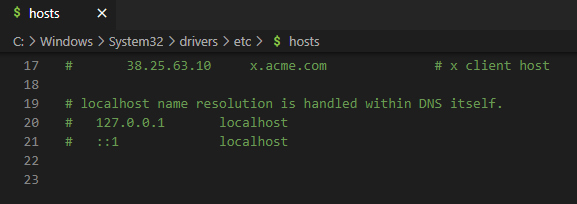 $ hosts ×
C: > Windows > System32 > drivers > etc > $ hosts
17 # 38.25.63.10 x.acme.com # x client host
18
19 # localhost name resolution is handled within DNS itself.
20 # 127.0.0.1 localhost
21 # ::1 localhost
22
23